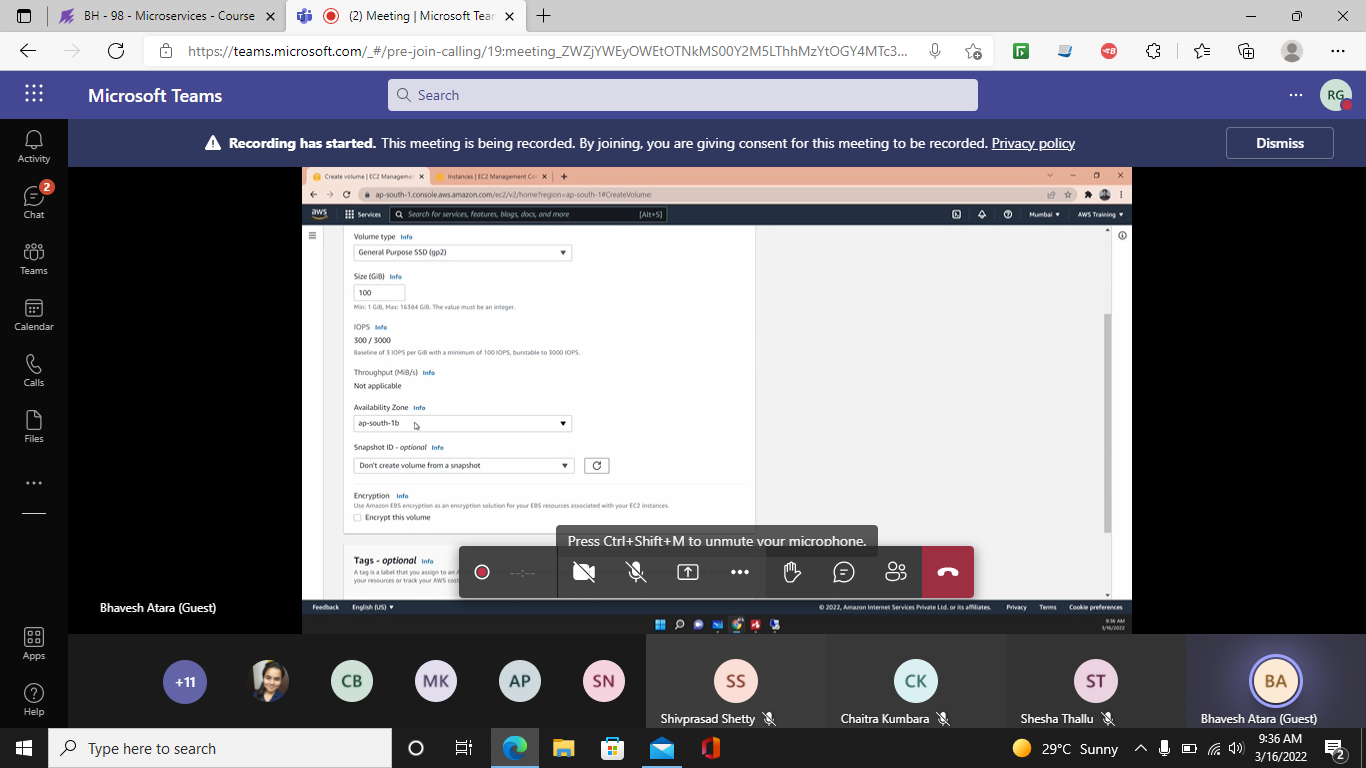 BH - 98 - Microservices - Course
(2) Meeting | Microsoft Tear
https://teams.microsoft.com/_#/pre-join-calling/19:meeting_ZWZjYWEyOWEtOTNkMS00Y2M5LThhMzYtOGY4MTc3...
Microsoft Teams
Search
RG
Recording has started. This meeting is being recorded. By joining, you are giving consent for this meeting to be recorded. Privacy policy
Dismiss
Activity
Chat
2
Teams
Calendar
Calls
Files
Apps
Help
Create volume | EC2 Manageme
Instances | EC2 Management Co
ap-south-1.console.aws.amazon.com/ec2/v2/home?region=ap-south-1#CreateVolume:
aws
Services
Search for services, features, blogs, docs, and more
[Alt+S]
Mumbai
AWS Training
Volume type Info
General Purpose SSD (gp2)
Size (GiB) Info
100
Min: 1 GiB, Max: 16384 GiB. The value must be an integer.
IOPS Info
300 / 3000
Baseline of 3 IOPS per GiB with a minimum of 100 IOPS, burstable to 3000 IOPS.
Throughput (MiB/s) Info
Not applicable
Availability Zone Info
ap-south-1b
Snapshot ID - optional Info
Don't create volume from a snapshot
Encryption Info
Use Amazon EBS encryption as an encryption solution for your EBS resources associated with your EC2 instances.
Encrypt this volume
Press Ctrl+Shift+M to unmute your microphone.
Tags - optional Info
A tag is a label that you assign to an
your resources or track your AWS cost
--:--
Feedback
English (US)
© 2022, Amazon Internet Services Private Ltd. or its affiliates.
Privacy
Terms
Cookie preferences
9:36 AM
3/16/2022
Bhavesh Atara (Guest)
+11
CB
MK
AP
SN
SS
Shivprasad Shetty
CK
Chaitra Kumbara
ST
Shesha Thallu
BA
Bhavesh Atara (Guest)
Type here to search
29°C Sunny
9:36 AM
3/16/2022
2